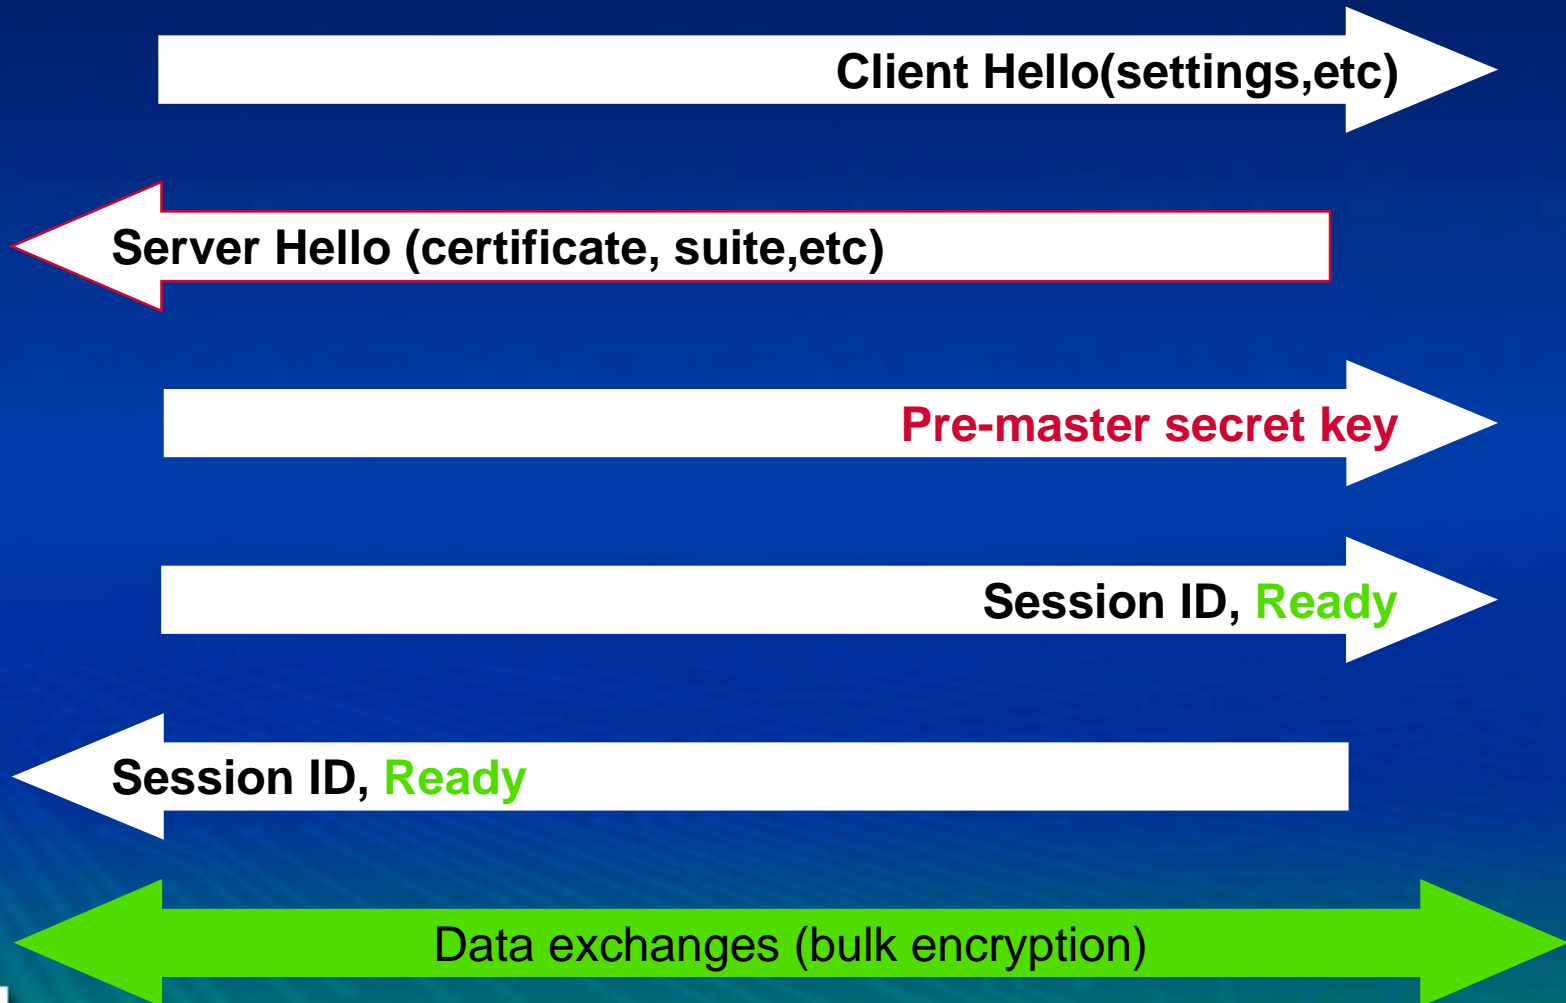 Client Hello(settings,etc)
Server Hello (certificate, suite,etc)
Pre-master secret key
Session ID, Ready
Session ID, Ready
Data exchanges (bulk encryption)